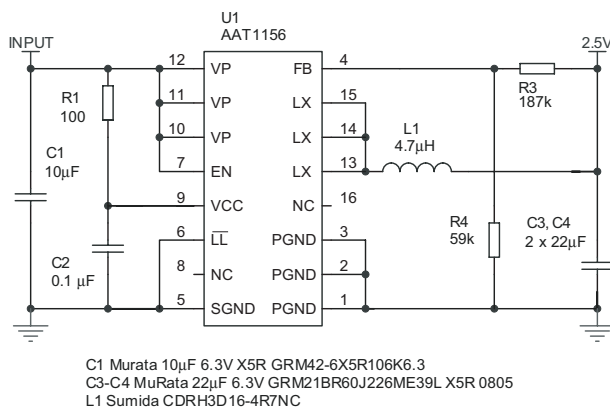 U1
AAT1156
INPUT
2.5V
12 VP FB 4
R1
100
R3
187k
11 VP LX 15
10 VP LX 14
L1
4.7μH
7 EN LX 13
C1
10μF
9 VCC NC 16
R4
59k
C3, C4
2 x 22μF
6 LL PGND 3
C2
0.1 μF
8 NC PGND 2
5 SGND PGND 1
C1 Murata 10μF 6.3V X5R GRM42-6X5R106K6.3
C3-C4 MuRata 22μF 6.3V GRM21BR60J226ME39L X5R 0805
L1 Sumida CDRH3D16-4R7NC